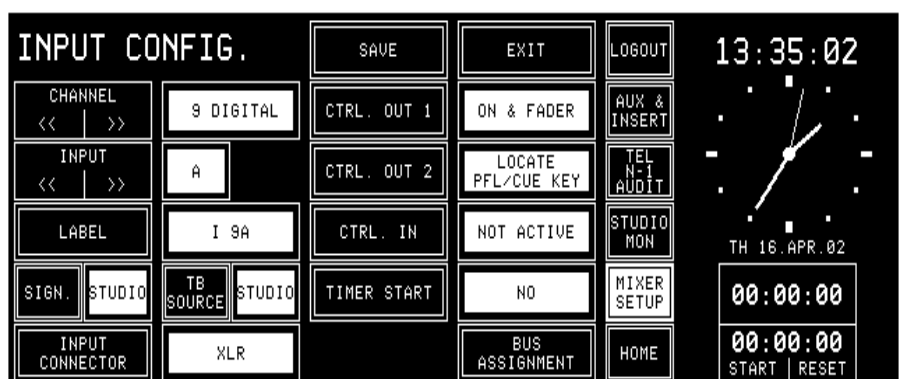 INPUT CONFIG.
SAVE
EXIT
LOGOUT
13:35:02
CHANNEL
<< >>
9 DIGITAL
CTRL. OUT 1
ON & FADER
AUX &
INSERT
INPUT
<< >>
A
CTRL. OUT 2
LOCATE
PFL/CUE KEY
TEL
N-1
AUDIT
LABEL
I 9A
CTRL. IN
NOT ACTIVE
STUDIO
MON
TH 16.APR.02
SIGN.
STUDIO
TB
SOURCE
STUDIO
TIMER START
NO
MIXER
SETUP
00:00:00
INPUT
CONNECTOR
XLR
BUS
ASSIGNMENT
HOME
00:00:00
START RESET